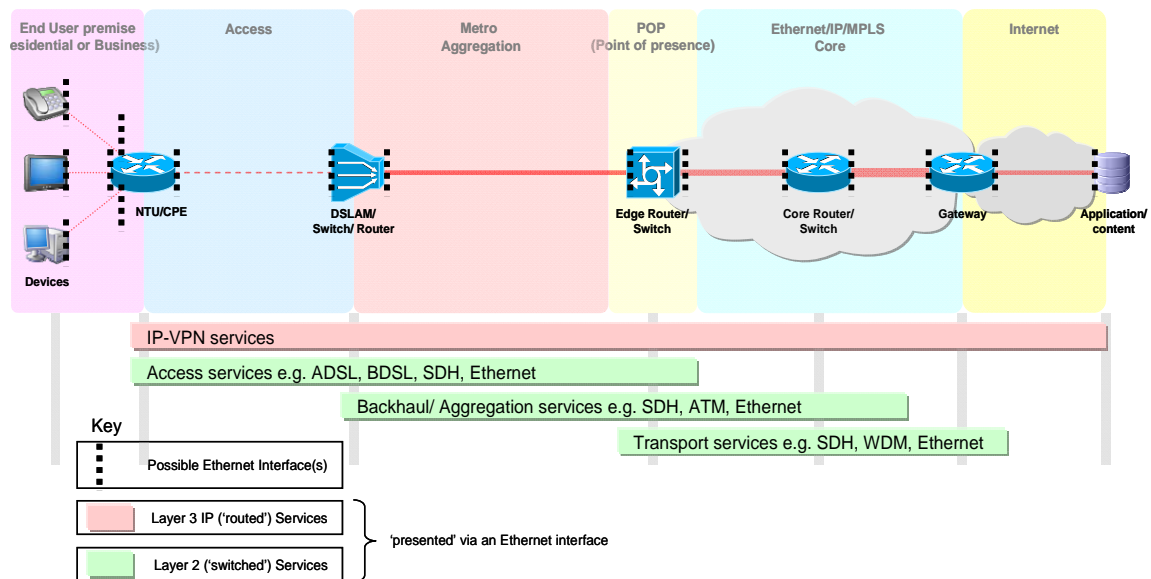 End User premise
esidential or Business)
Access
Metro
Aggregation
POP
(Point of presence)
Ethernet/IP/MPLS
Core
Internet
NTU/CPE
DSLAM/
Switch/ Router
Edge Router/
Switch
Core Router/
Switch
Gateway
Application/
content
Devices
IP-VPN services
Access services e.g. ADSL, BDSL, SDH, Ethernet
Backhaul/ Aggregation services e.g. SDH, ATM, Ethernet
Transport services e.g. SDH, WDM, Ethernet
Key
Possible Ethernet Interface(s)
Layer 3 IP (‘routed’) Services
‘presented’ via an Ethernet interface
Layer 2 (‘switched’) Services